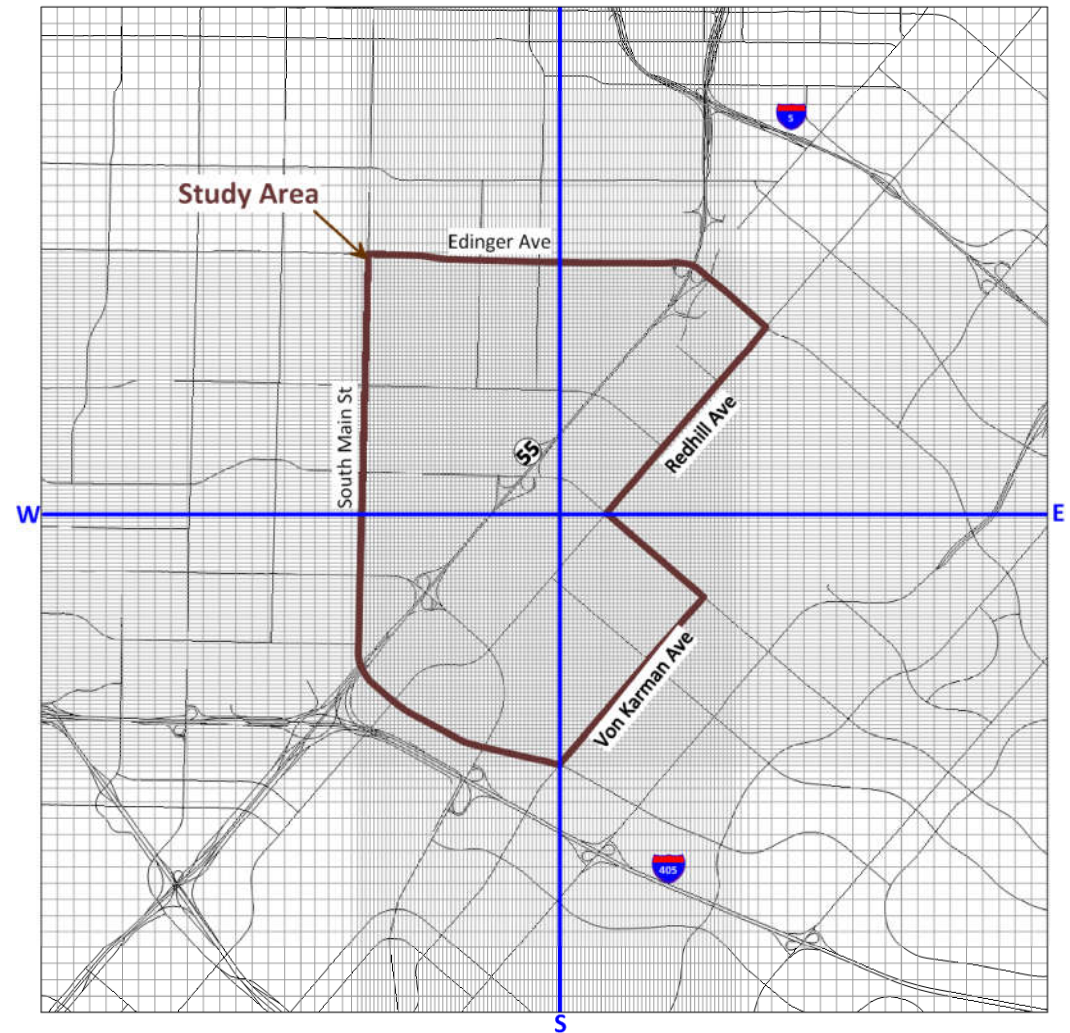 5
Study Area
Edinger Ave
South Main St
Redhill Ave
55
W
E
Von Karman Ave
405
S